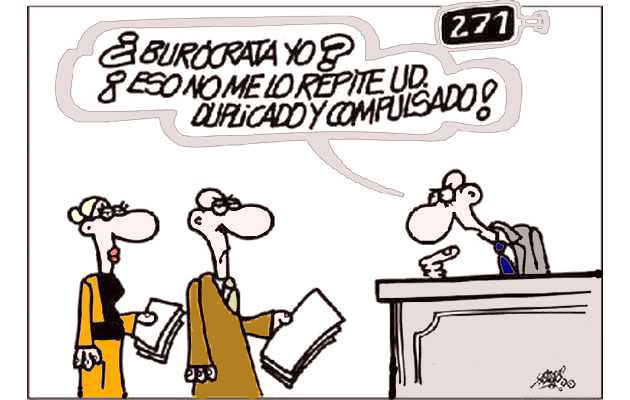 271
¿BURÓCRATA YO?
¡ESO NO ME LO REPITE UD.
DUPLICADO Y COMPULSADO!